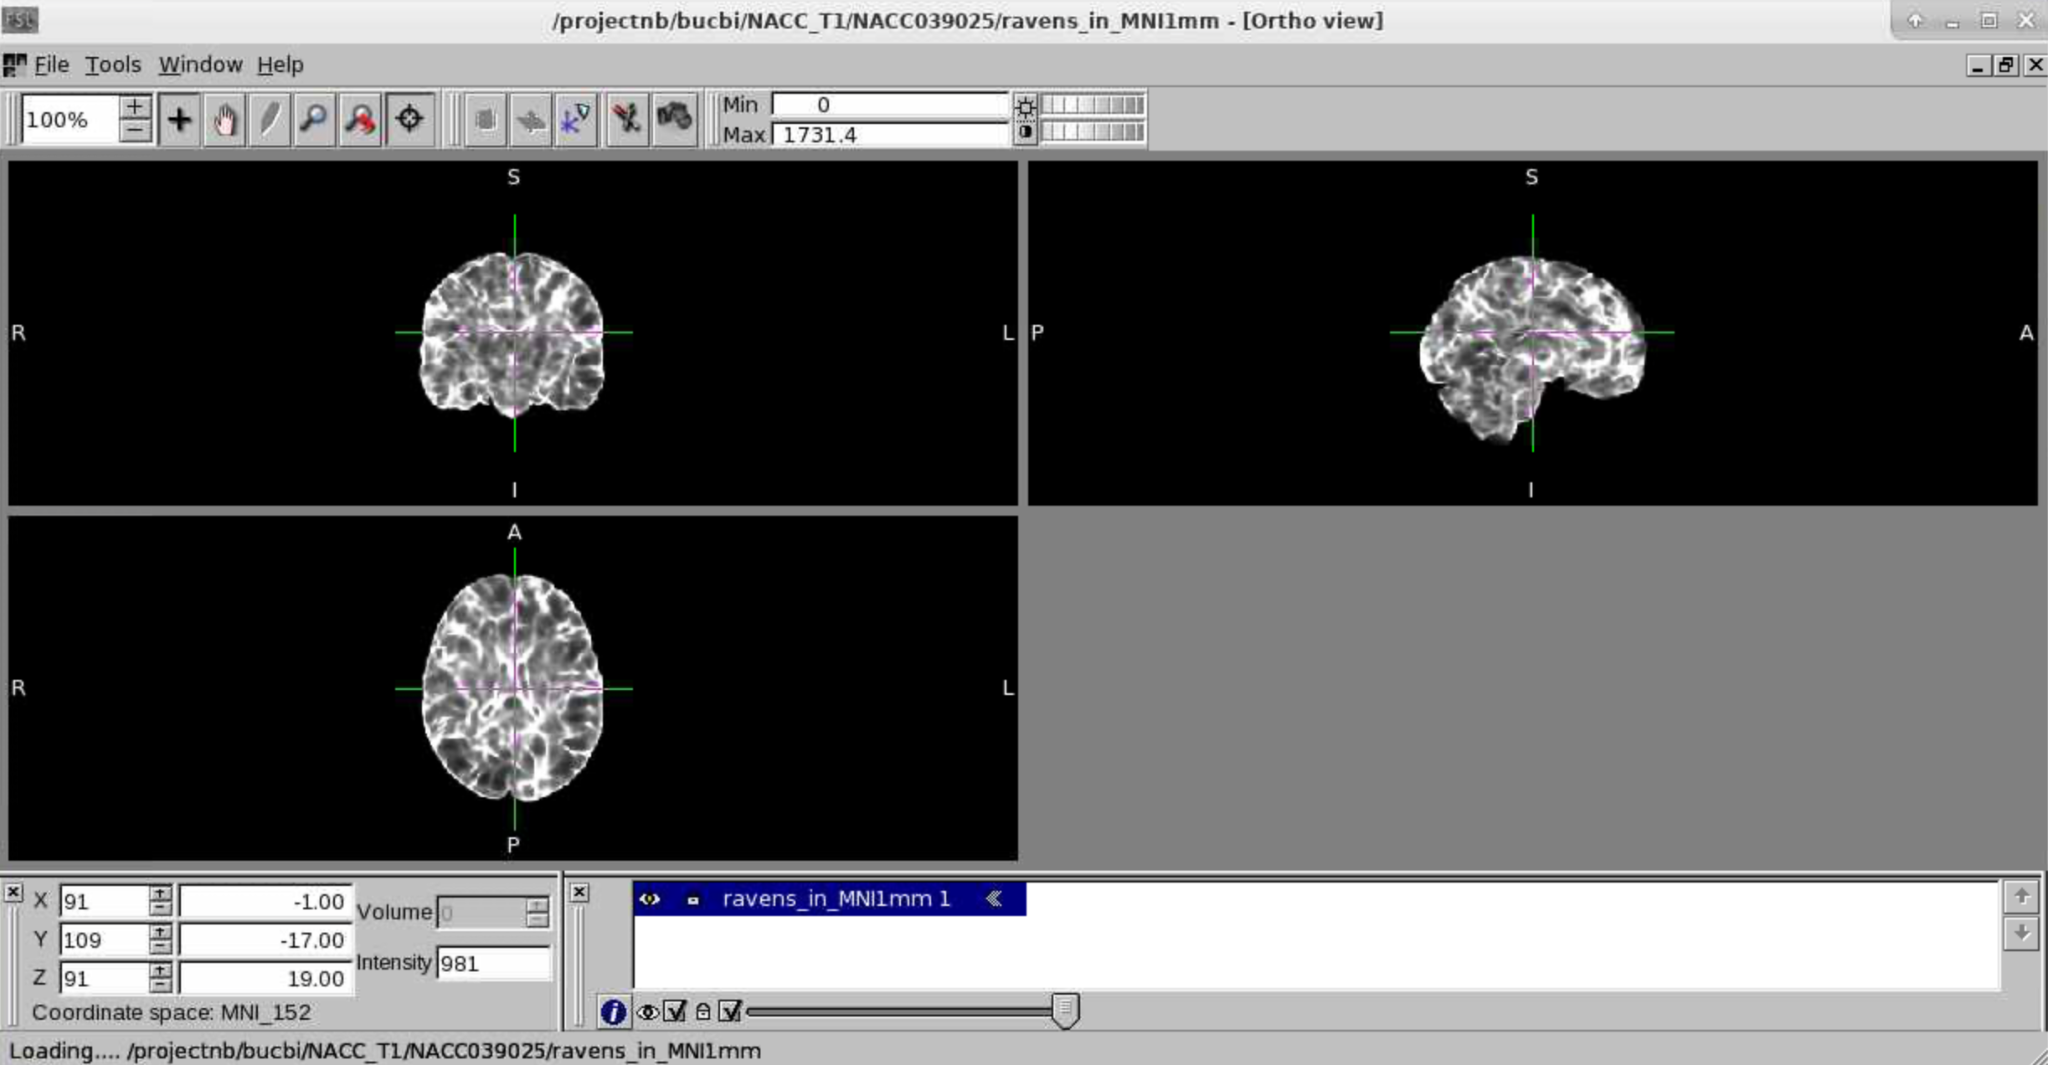 FSL
/projectnb/bucbi/NACC_T1/NACC039025/ravens_in_MNI1mm - [Ortho view]
File Tools Window Help
100%
Min 0
Max 1731.4
S
R L
I
S
P A
I
A
R L
P
X 91 -1.00
Y 109 -17.00
Z 91 19.00
Volume 0
Intensity 981
Coordinate space: MNI_152
ravens_in_MNI1mm 1
Loading.... /projectnb/bucbi/NACC_T1/NACC039025/ravens_in_MNI1mm